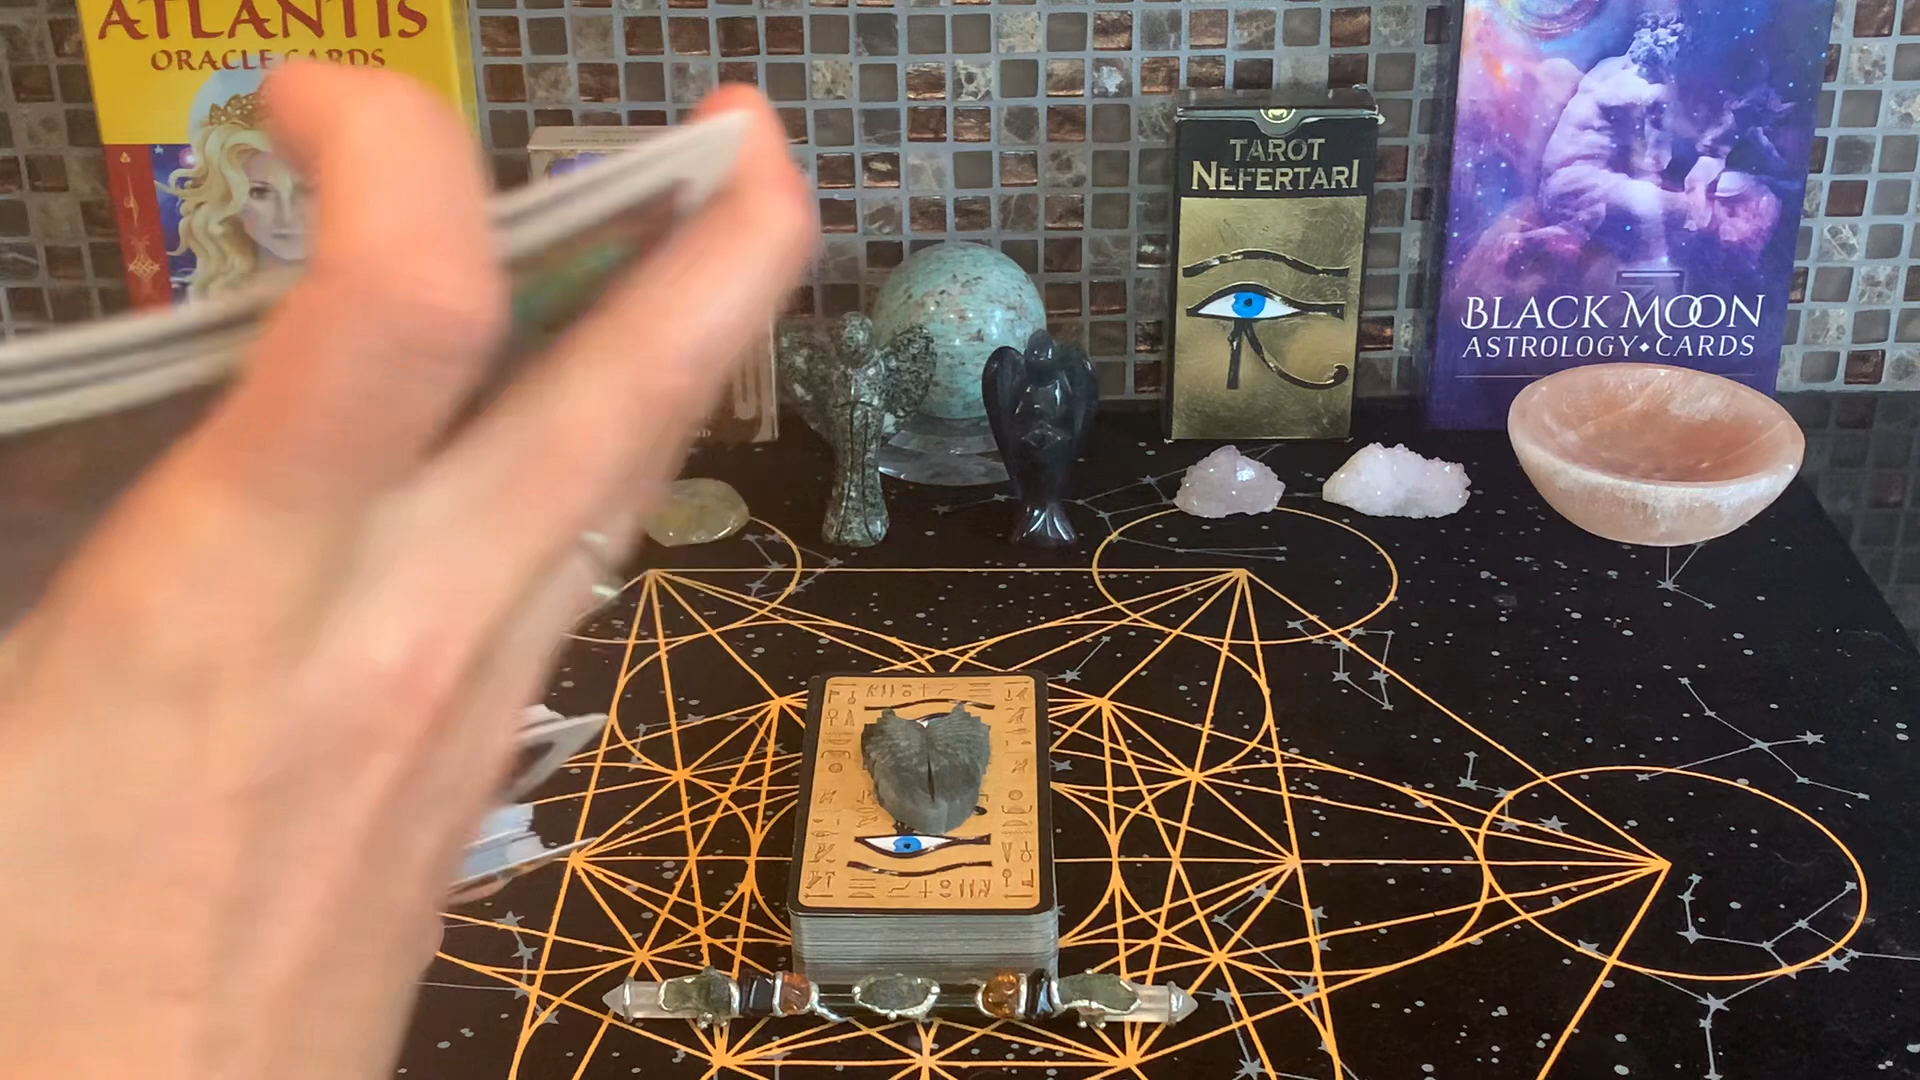 ATLANTIS
ORACLE CARDS
TAROT
NEFERTARI
BLACK MOON
ASTROLOGY • CARDS